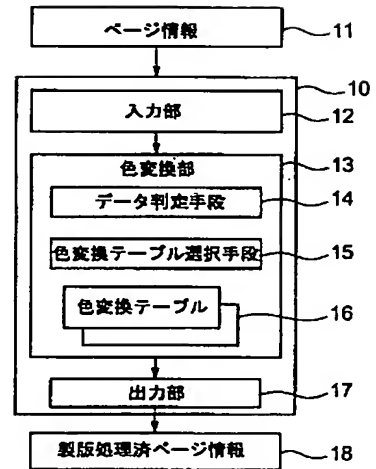 ページ情報
11
10
入力部
12
色変換部
13
データ判定手段
14
色変換テーブル選択手段
15
色変換テーブル
16
出力部
17
製版処理済ページ情報
18